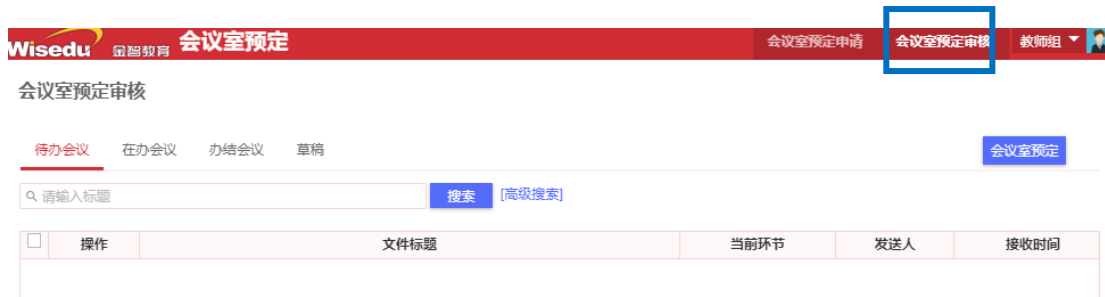 Wisedu 金智教育 会议室预定 会议室预定申请 会议室预定审核 教师组
会议室预定审核
待办会议 在办会议 办结会议 草稿 会议室预定
请输入标题 搜索 [高级搜索]
操作 文件标题 当前环节 发送人 接收时间